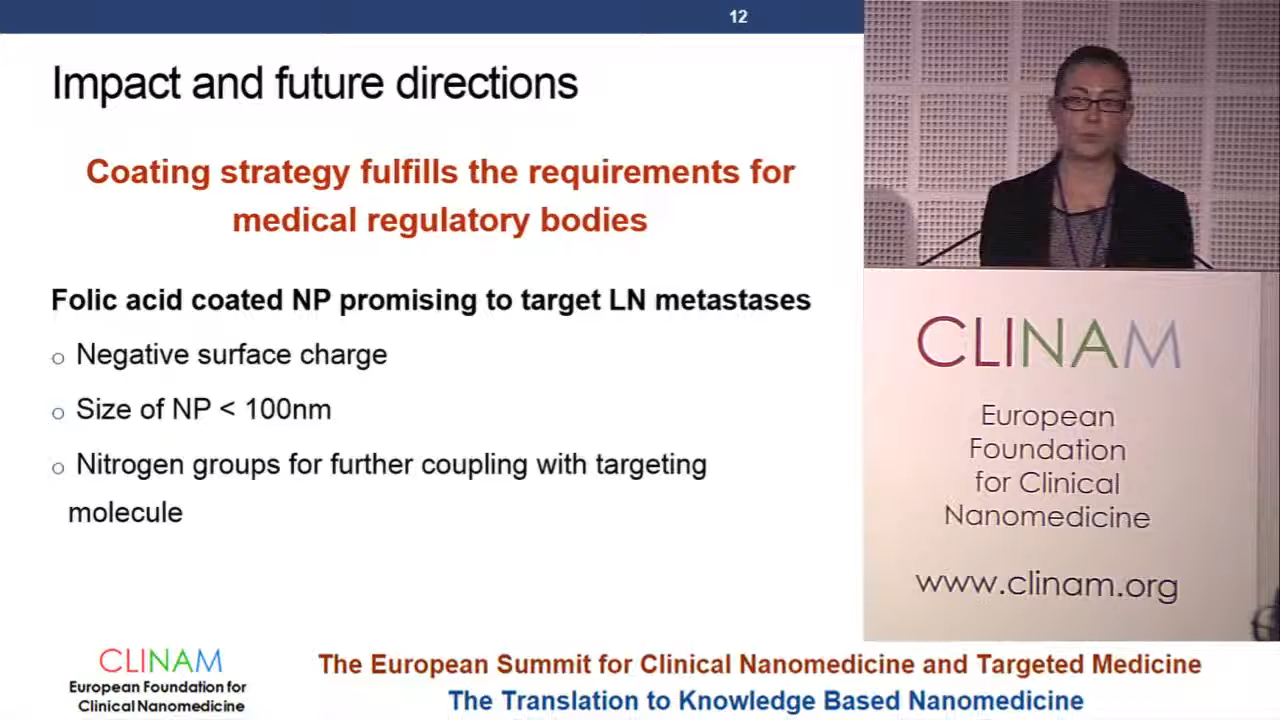 12
Impact and future directions
Coating strategy fulfills the requirements for
medical regulatory bodies
Folic acid coated NP promising to target LN metastases
o Negative surface charge
o Size of NP < 100nm
o Nitrogen groups for further coupling with targeting
molecule
CLINAM
European
Foundation
for Clinical
Nanomedicine
www.clinam.org
CLINAM
European Foundation for
Clinical Nanomedicine
The European Summit for Clinical Nanomedicine and Targeted Medicine
The Translation to Knowledge Based Nanomedicine